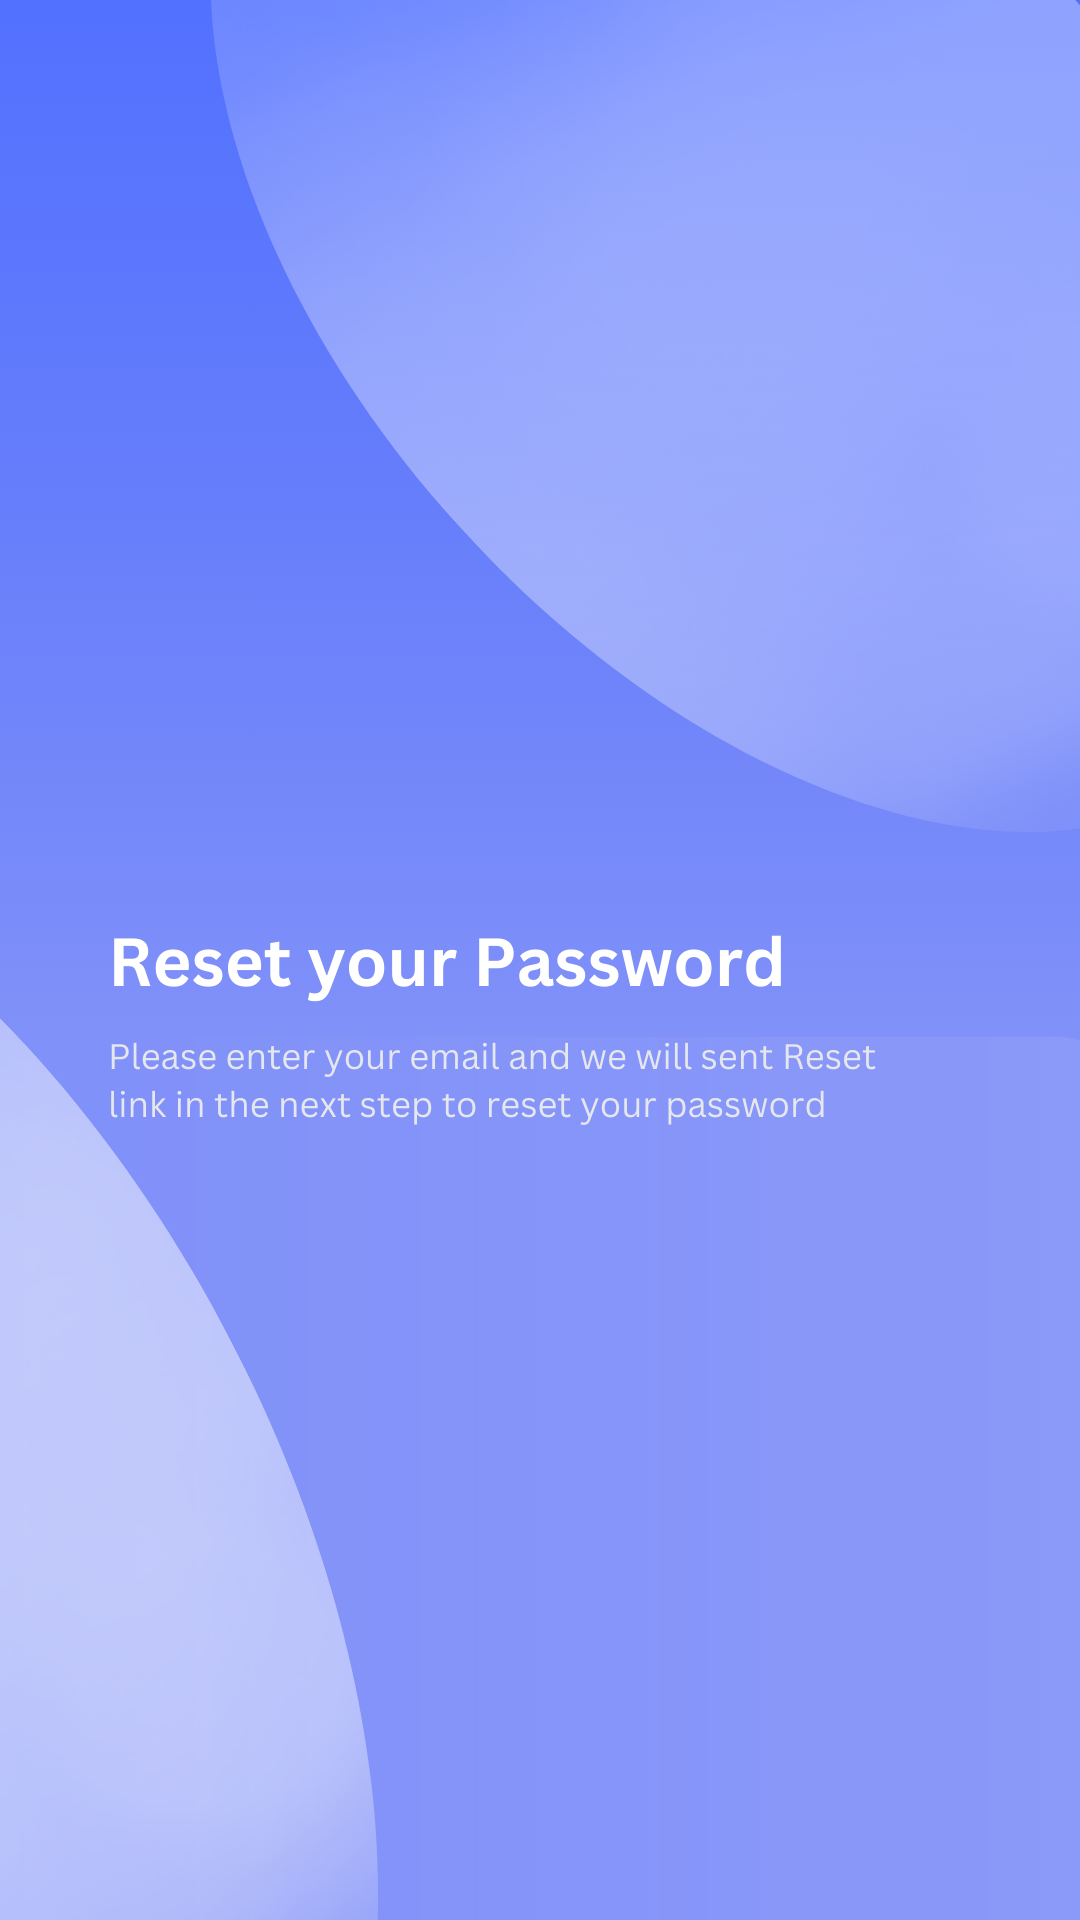 Reset your Password
Please enter your email and we will sent Reset
link in the next step to reset your password